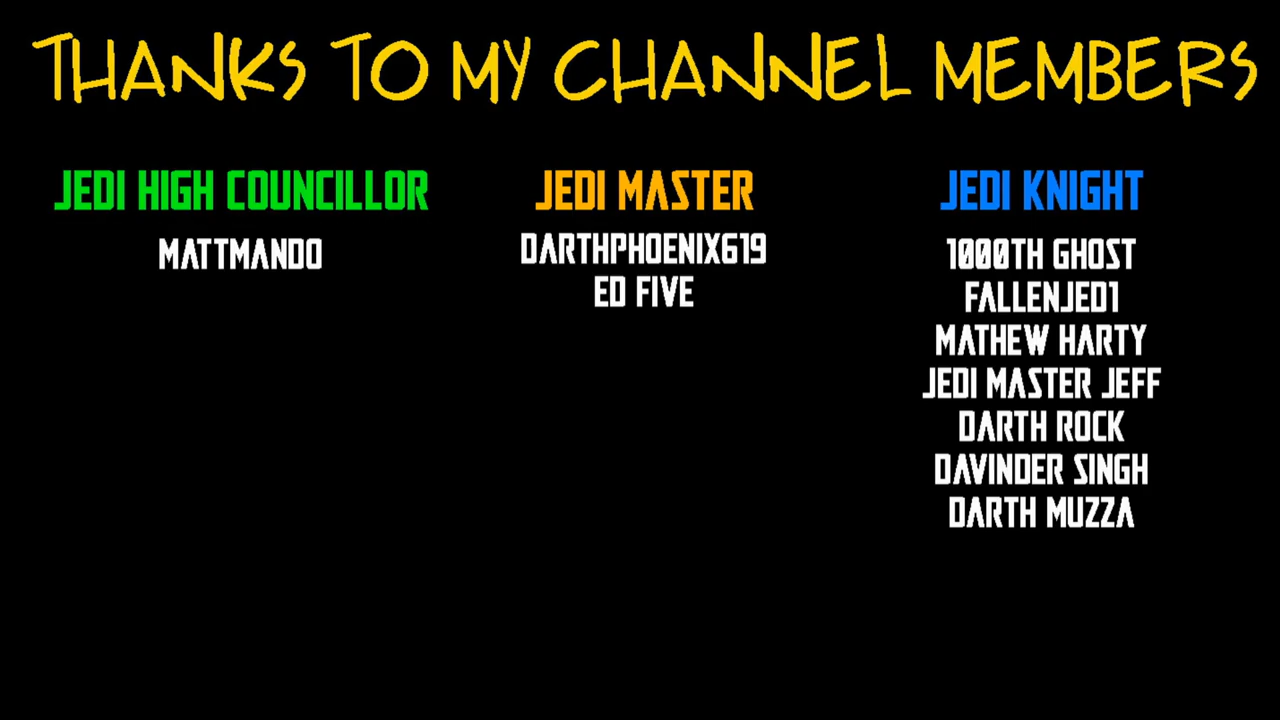 THANKS TO MY CHANNEL MEMBERS
JEDI HIGH COUNCILLOR
MATTMANDO
JEDI MASTER
DARTHPHOENIX619
ED FIVE
JEDI KNIGHT
1000TH GHOST
FALLENJED1
MATHEW HARTY
JEDI MASTER JEFF
DARTH ROCK
DAVINDER SINGH
DARTH MUZZA